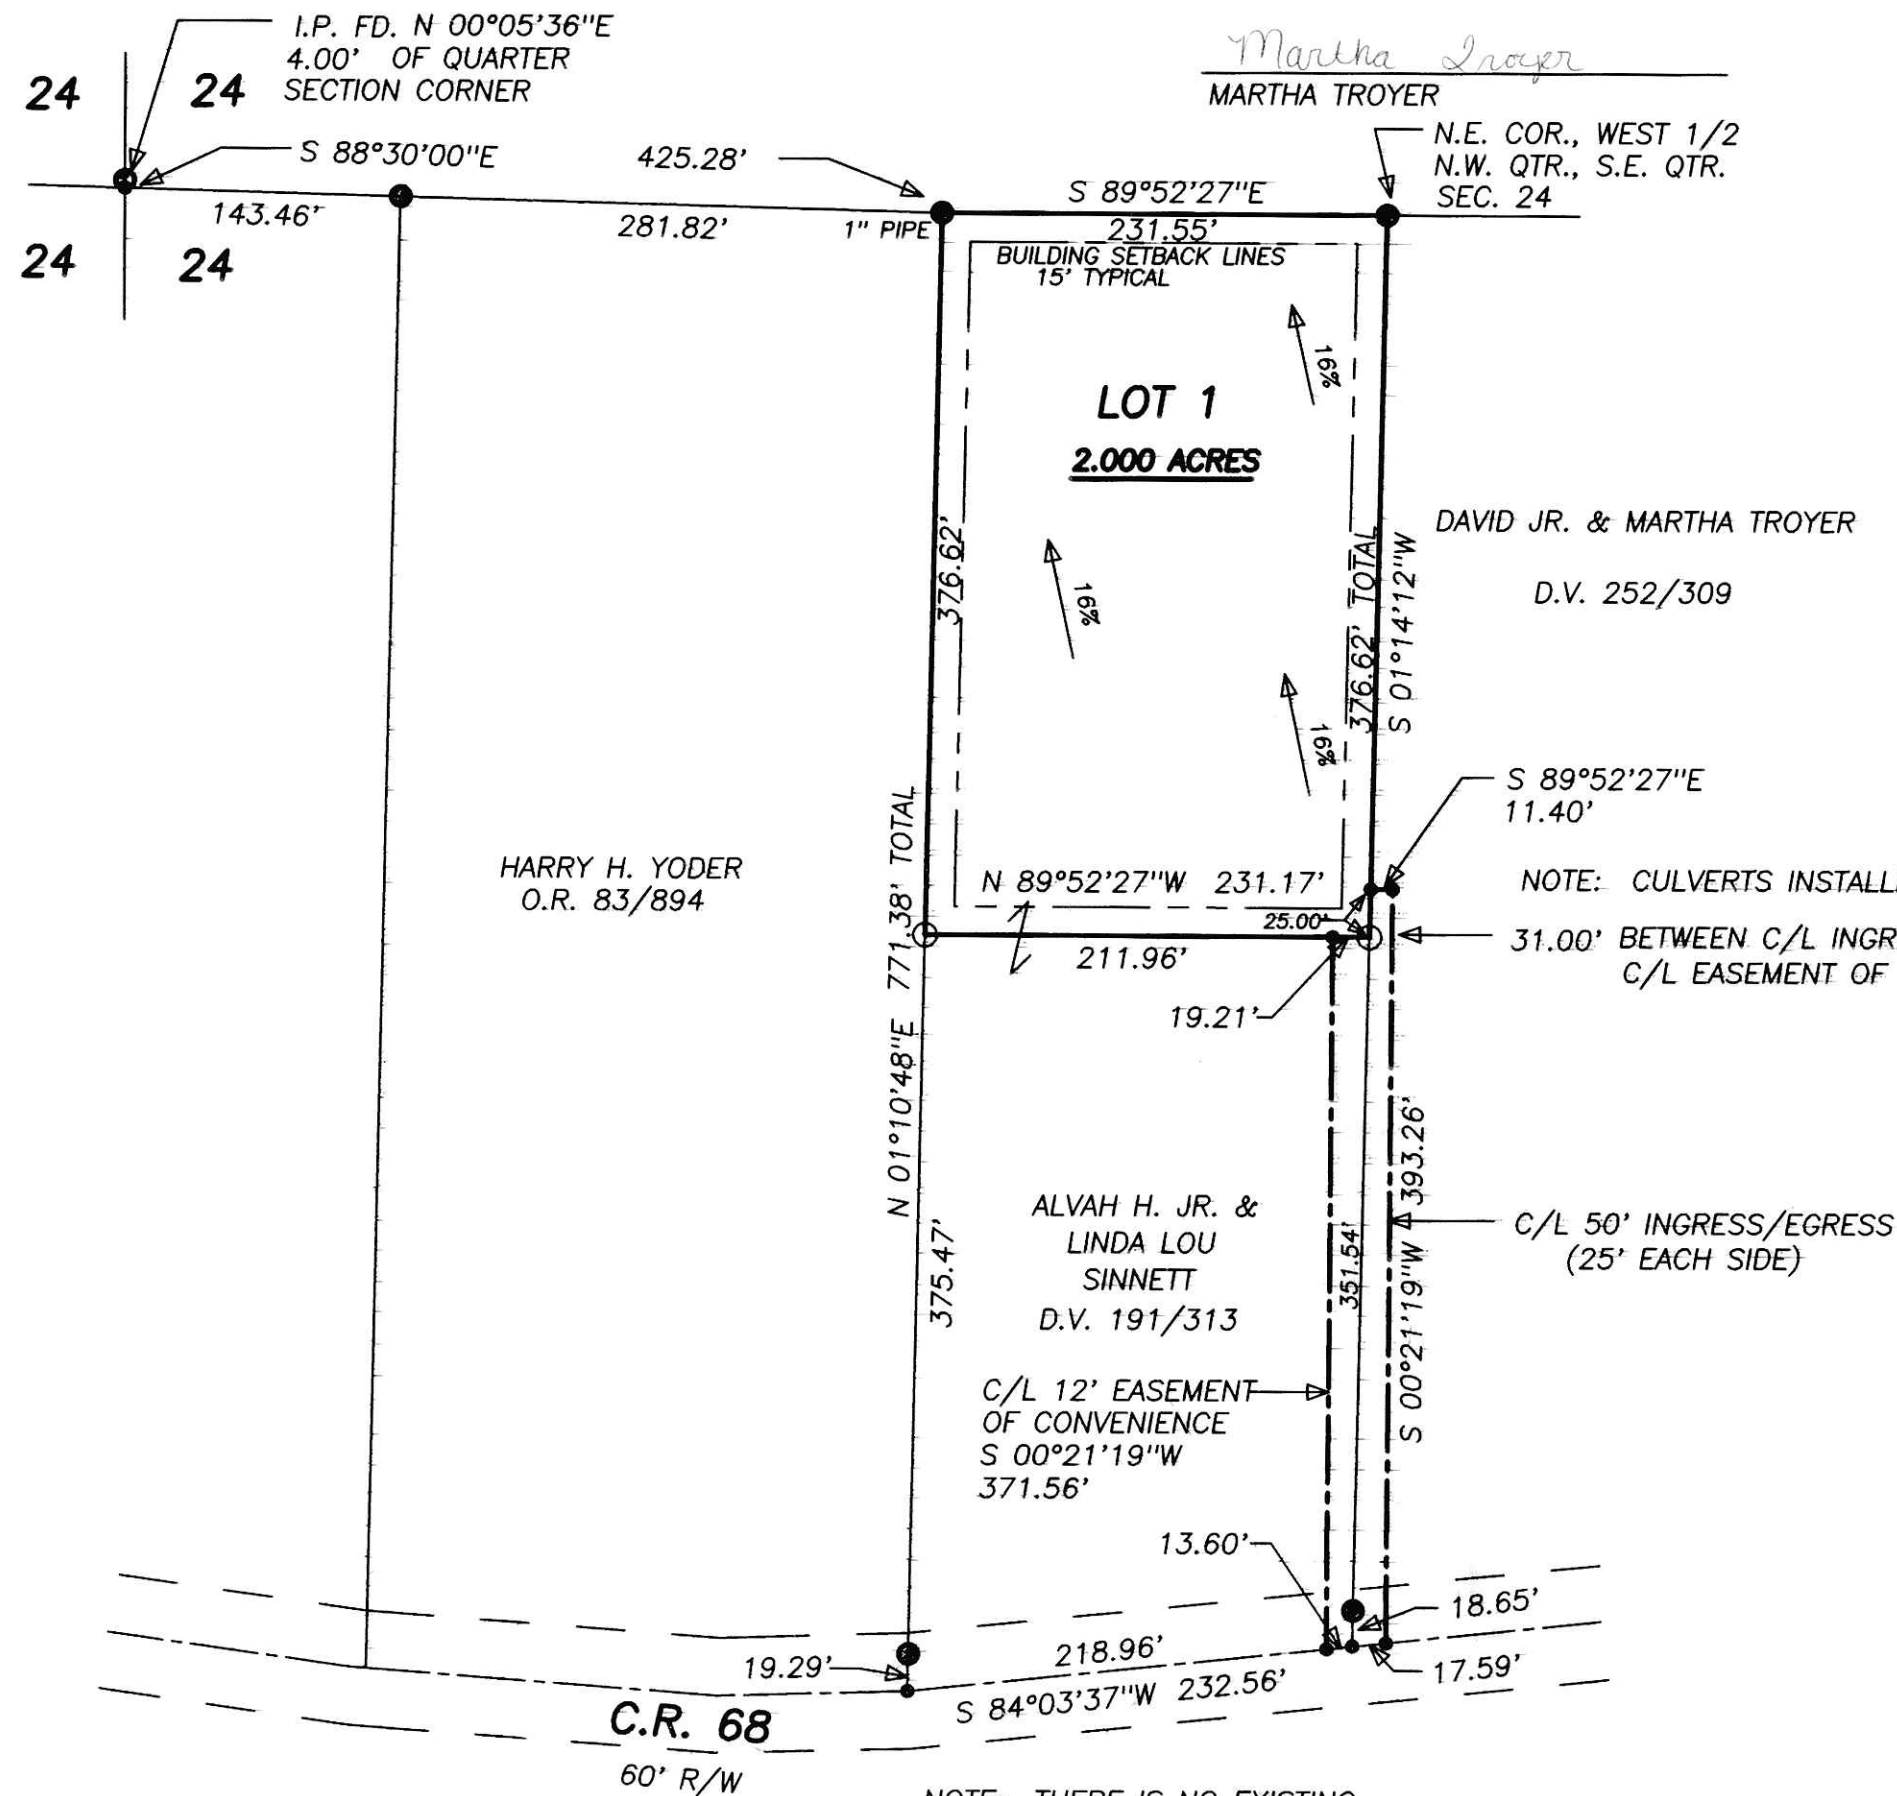 I.P. FD. N 00°05'36"E
4.00' OF QUARTER
SECTION CORNER
24
24
24
24
Martha Troyer
MARTHA TROYER
N.E. COR., WEST 1/2
N.W. QTR., S.E. QTR.
SEC. 24
S 88°30'00"E
425.28'
S 89°52'27"E
143.46'
281.82'
1" PIPE
231.55'
BUILDING SETBACK LINES
15' TYPICAL
16%
LOT 1
2.000 ACRES
376.62'
16%
376.62' TOTAL
S 01°14'12"W
DAVID JR. & MARTHA TROYER
D.V. 252/309
16%
S 89°52'27"E
11.40'
HARRY H. YODER
O.R. 83/894
N 01°10'48"E 771.38' TOTAL
N 89°52'27"W 231.17'
25.00'
NOTE: CULVERTS INSTALL
31.00' BETWEEN C/L INGR
C/L EASEMENT OF
211.96'
19.21'
375.47'
ALVAH H. JR. &
LINDA LOU
SINNETT
D.V. 191/313
351.54'
S 00°21'19"W 393.26'
C/L 50' INGRESS/EGRESS
(25' EACH SIDE)
C/L 12' EASEMENT
OF CONVENIENCE
S 00°21'19"W
371.56'
13.60'
18.65'
19.29'
218.96'
17.59'
S 84°03'37"W 232.56'
C.R. 68
60' R/W
NOTE: THERE IS NO EXISTING